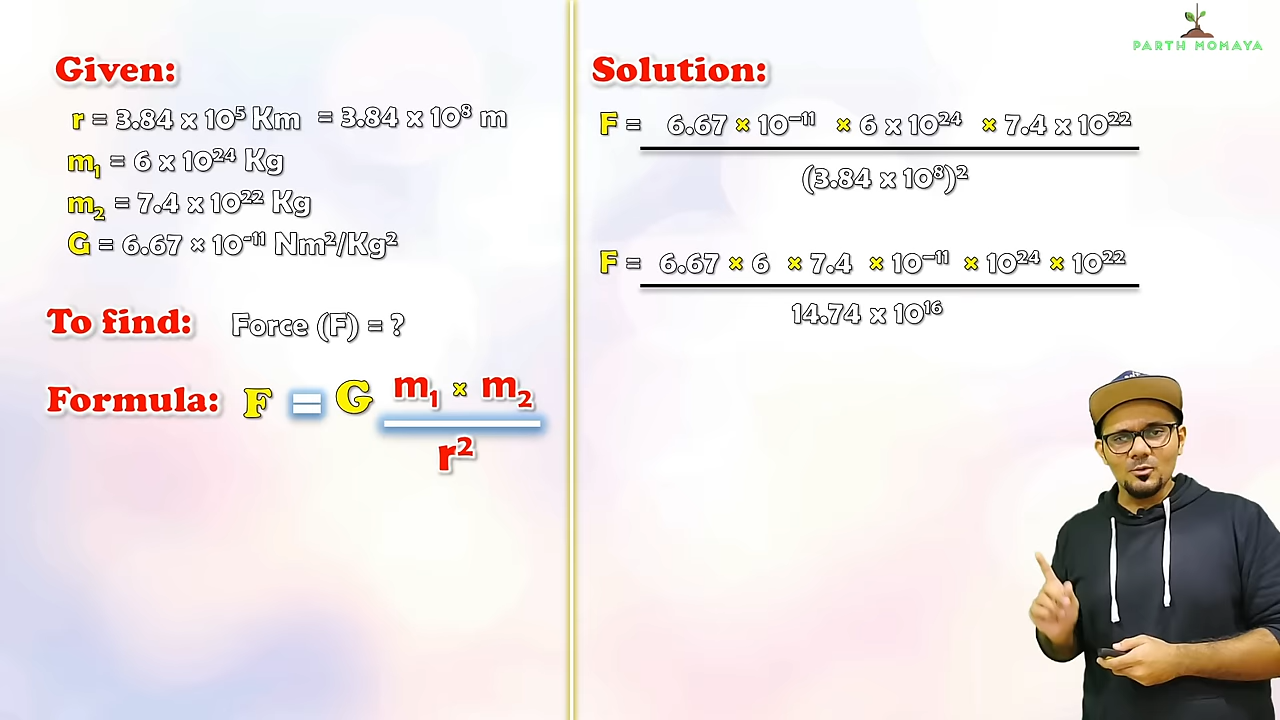 PARTH MOMAYA
Given:
r = 3.84 x 10⁵ Km = 3.84 x 10⁸ m
m₁ = 6 x 10²⁴ Kg
m₂ = 7.4 x 10²² Kg
G = 6.67 × 10⁻¹¹ Nm²/Kg²
To find: Force (F) = ?
Formula: F = G m₁ × m₂
r²
Solution:
F = 6.67 × 10⁻¹¹ × 6 x 10²⁴ × 7.4 x 10²²
(3.84 x 10⁸)²
F = 6.67 × 6 × 7.4 × 10⁻¹¹ × 10²⁴ × 10²²
14.74 x 10¹⁶